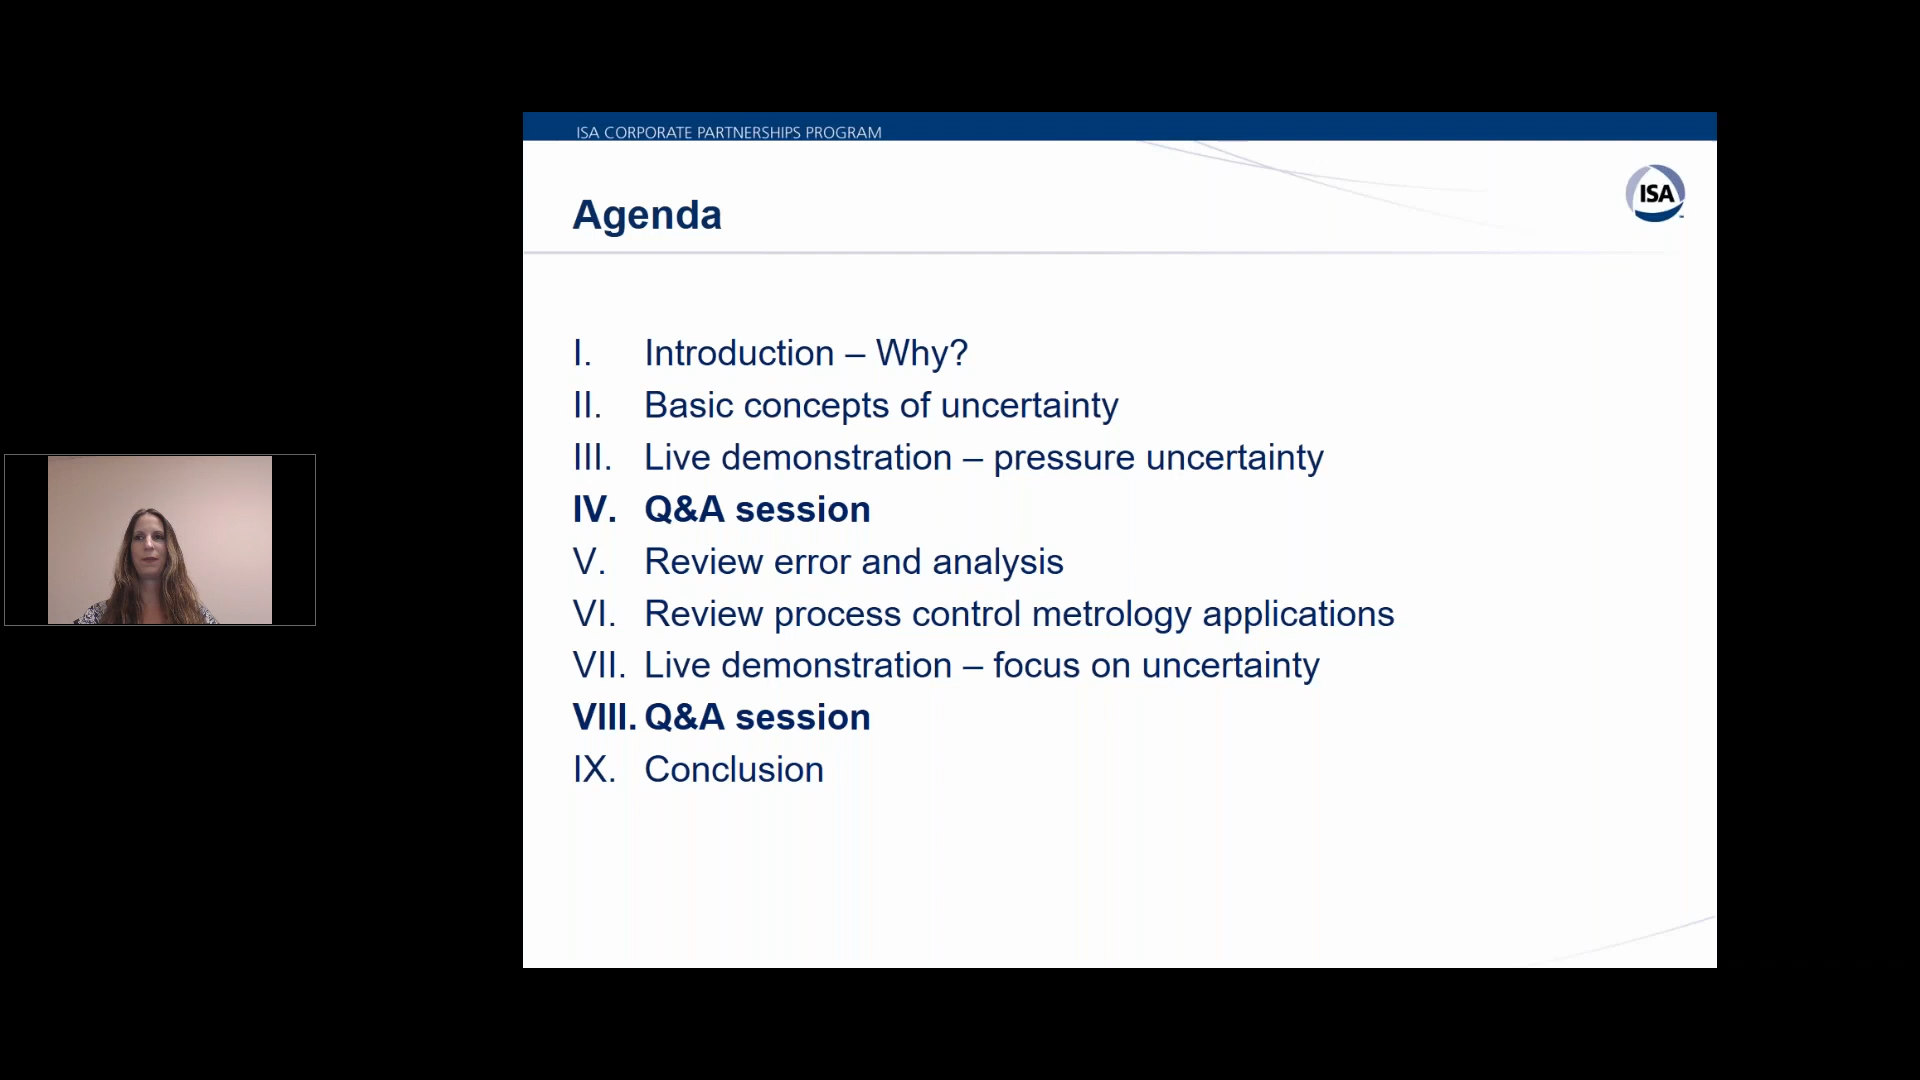 ISA CORPORATE PARTNERSHIPS PROGRAM
ISA
Agenda
I. Introduction – Why?
II. Basic concepts of uncertainty
III. Live demonstration – pressure uncertainty
IV. Q&A session
V. Review error and analysis
VI. Review process control metrology applications
VII. Live demonstration – focus on uncertainty
VIII. Q&A session
IX. Conclusion